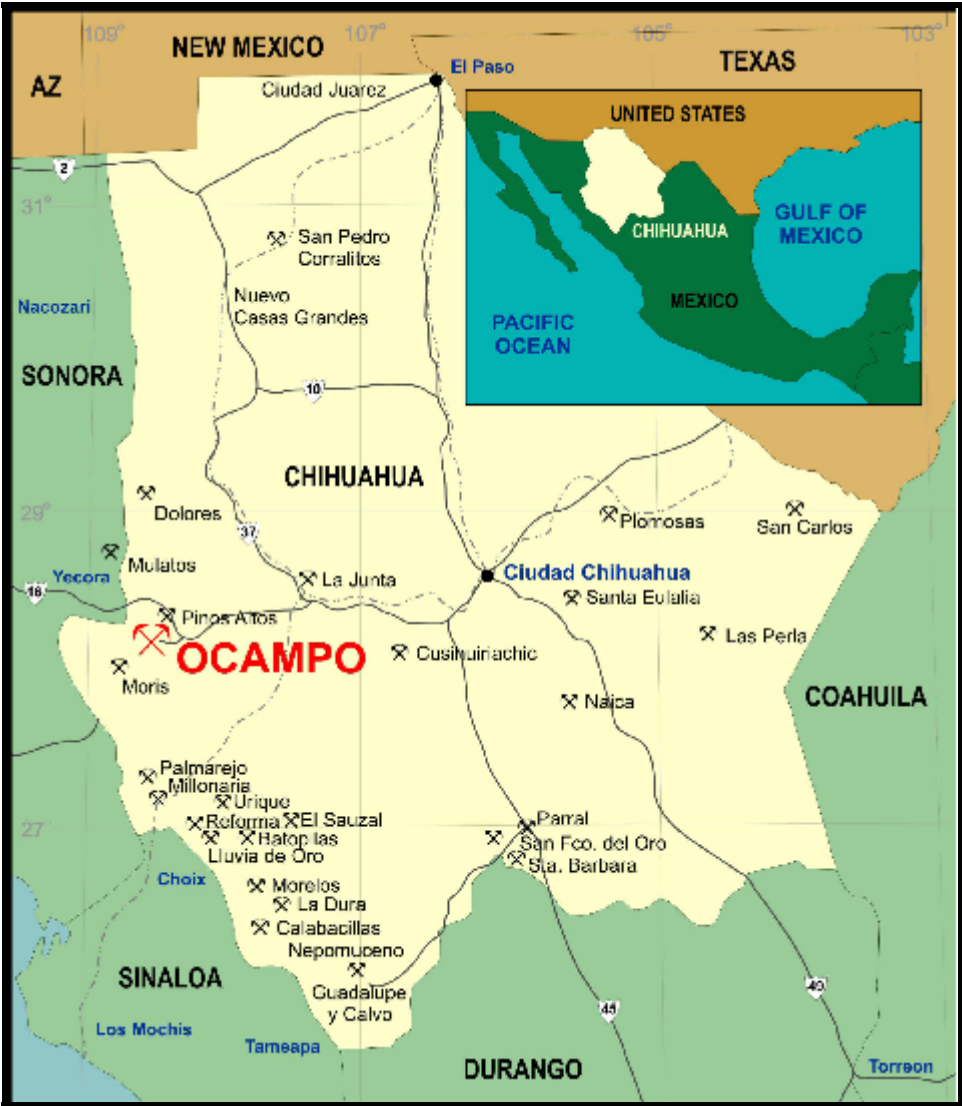 109°
107°
105°
103°
NEW MEXICO
TEXAS
El Paso
AZ
Ciudad Juarez
UNITED STATES
2
31°
GULF OF
MEXICO
CHIHUAHUA
San Pedro
Corralitos
Nacozari
Nuevo
Casas Grandes
MEXICO
PACIFIC
OCEAN
SONORA
10
CHIHUAHUA
29°
Dolores
Plomosas
San Carlos
37
Mulatos
Yecora
La Junta
Ciudad Chihuahua
16
Santa Eulalia
Pinos Altos
Las Perla
OCAMPO
Cusihuiriachic
Moris
Naica
COAHUILA
Palmarejo
Millonaria
Urique
27°
Reforma
El Sauzal
Parral
Batopilas
San Fco. del Oro
Lluvia de Oro
Sta. Barbara
Choix
Morelos
La Dura
Calabacillas
Nepomuceno
SINALOA
Guadalupe
y Calvo
49
45
Los Mochis
Tameapa
DURANGO
Torreon